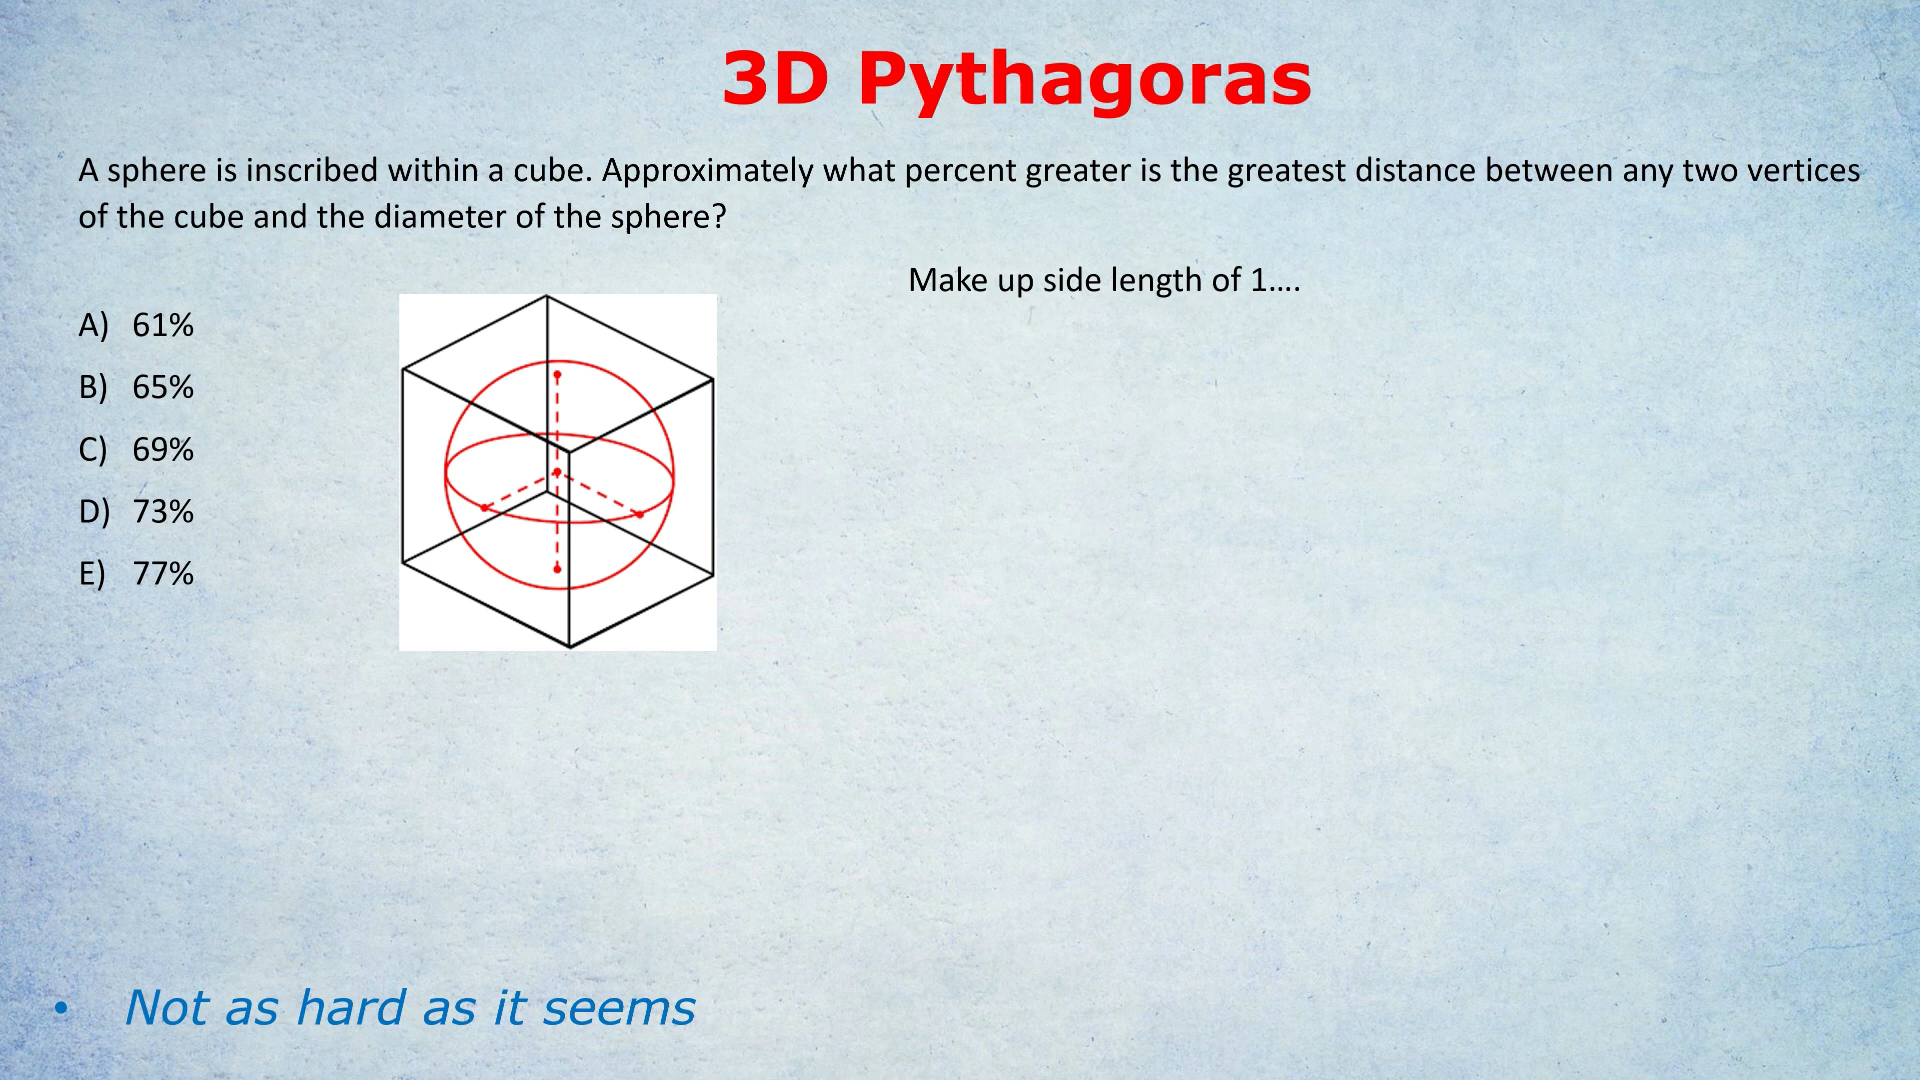 3D Pythagoras
A sphere is inscribed within a cube. Approximately what percent greater is the greatest distance between any two vertices
of the cube and the diameter of the sphere?
Make up side length of 1....
A) 61%
B) 65%
C) 69%
D) 73%
E) 77%
• Not as hard as it seems